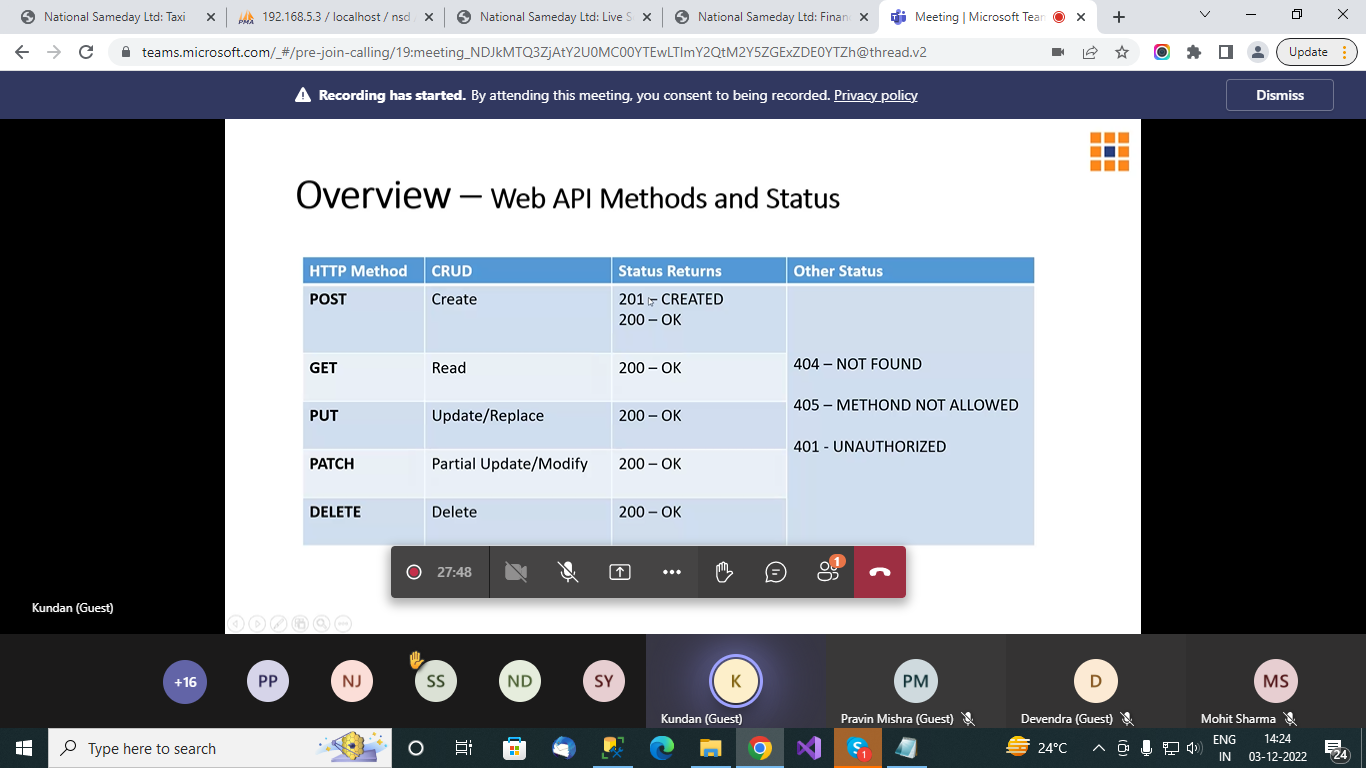 National Sameday Ltd: Taxi
192.168.5.3 / localhost / nsd
National Sameday Ltd: Live S
National Sameday Ltd: Finan
Meeting | Microsoft Tea
teams.microsoft.com/_#/pre-join-calling/19:meeting_NDJkMTQ3ZjAtY2U0MC00YTEwLTlmY2QtM2Y5ZGExZDE0YTZh@thread.v2
Update
Recording has started. By attending this meeting, you consent to being recorded. Privacy policy
Dismiss
Overview – Web API Methods and Status
HTTP Method CRUD Status Returns Other Status
POST Create 201 – CREATED
200 – OK
GET Read 200 – OK
404 – NOT FOUND
PUT Update/Replace 200 – OK
405 – METHOND NOT ALLOWED
401 - UNAUTHORIZED
PATCH Partial Update/Modify 200 – OK
DELETE Delete 200 – OK
27:48
1
Kundan (Guest)
+16 PP NJ SS ND SY K PM D MS
Kundan (Guest) Pravin Mishra (Guest) Devendra (Guest) Mohit Sharma
Type here to search
1
24°C
ENG
IN
14:24
03-12-2022
24